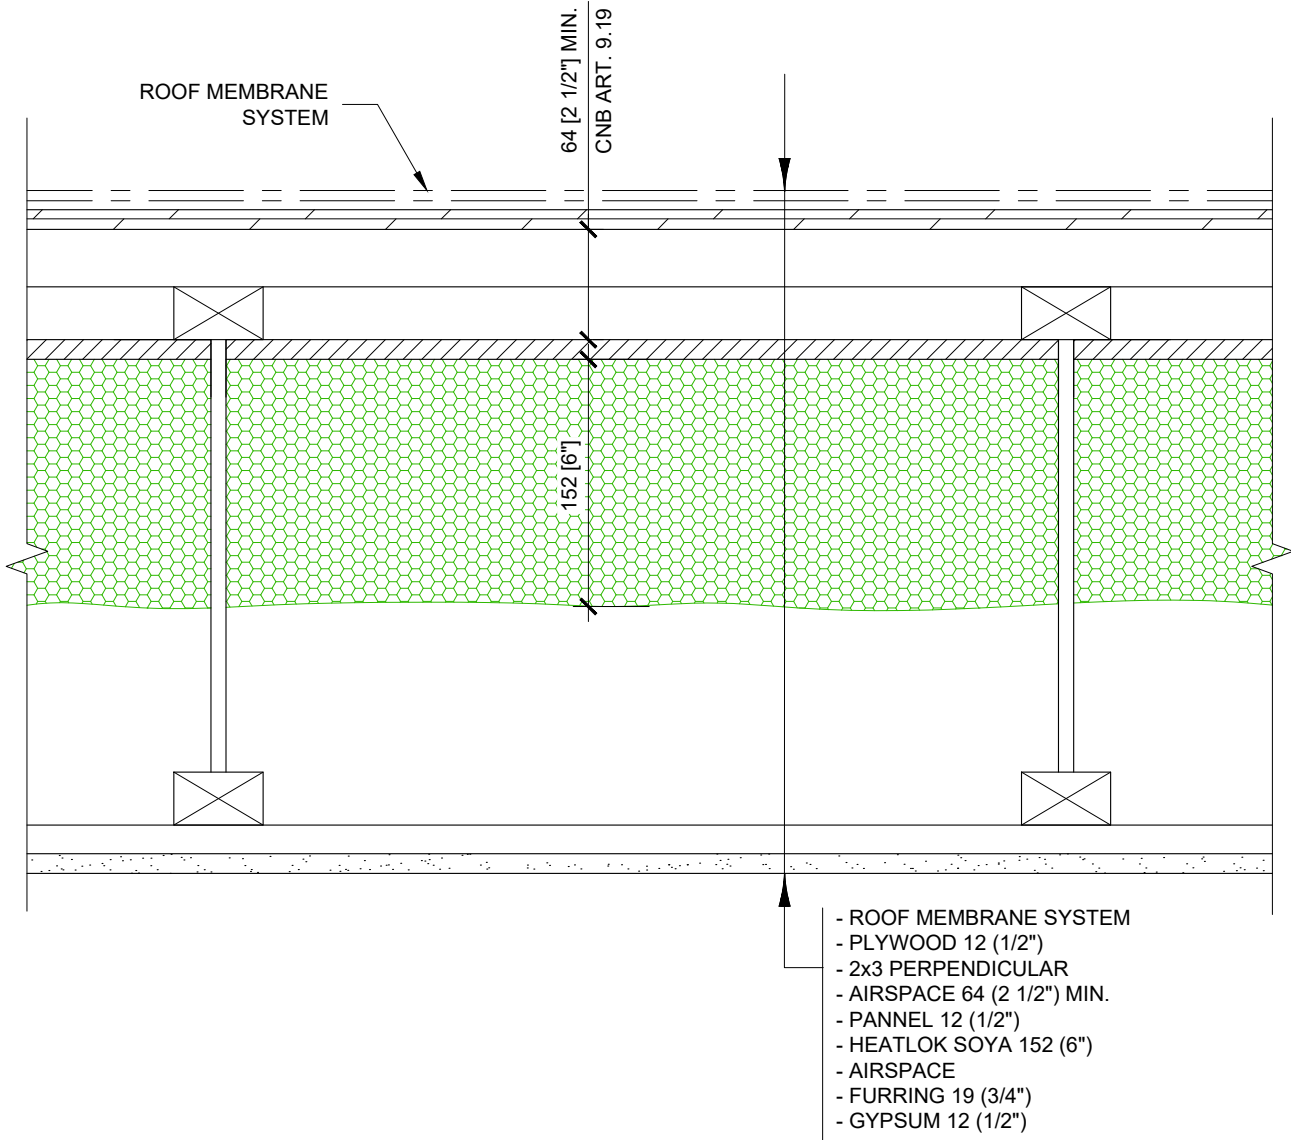 64 [2 1/2"] MIN.
CNB ART. 9.19
ROOF MEMBRANE
SYSTEM
152 [6"]
- ROOF MEMBRANE SYSTEM
- PLYWOOD 12 (1/2")
- 2x3 PERPENDICULAR
- AIRSPACE 64 (2 1/2") MIN.
- PANNEL 12 (1/2")
- HEATLOK SOYA 152 (6")
- AIRSPACE
- FURRING 19 (3/4")
- GYPSUM 12 (1/2")